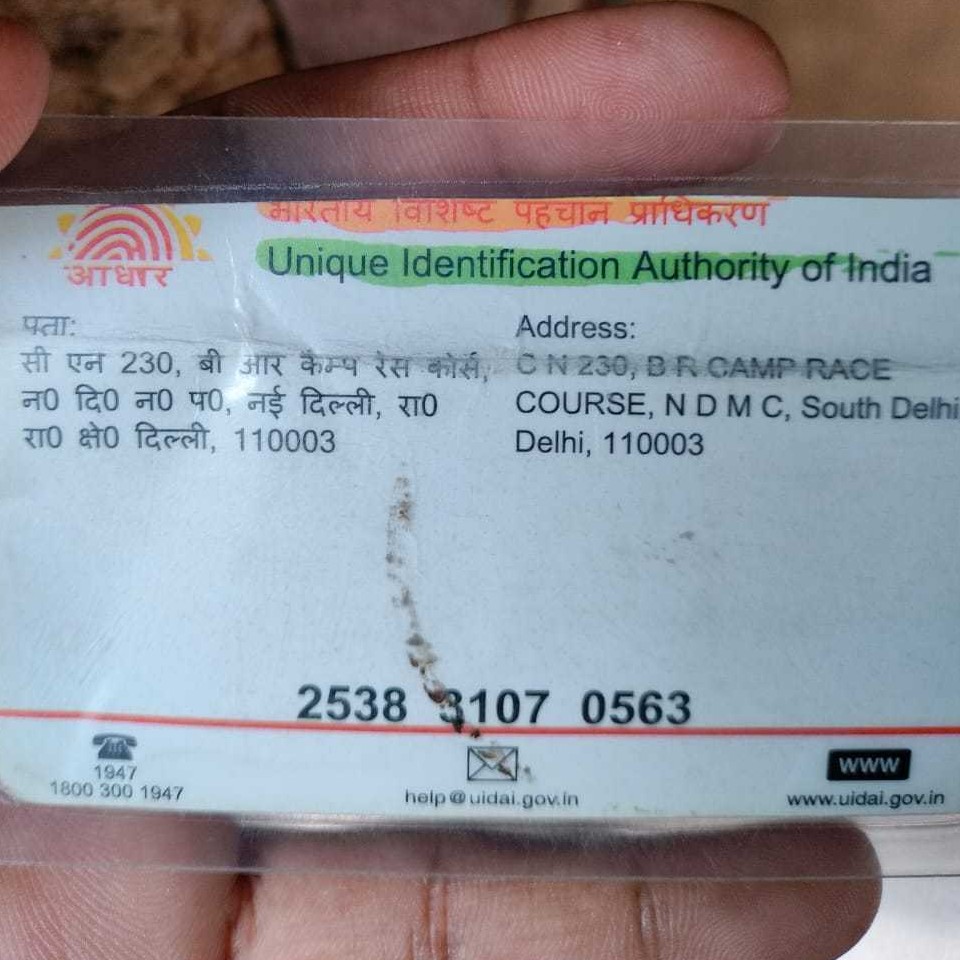 भारतीय विशिष्ट पहचान प्राधिकरण
आधार
Unique Identification Authority of India
पता:
सी एन 230, बी आर कैम्प रेस कोर्स,
न0 दि0 न0 प0, नई दिल्ली, रा0
रा0 क्षे0 दिल्ली, 110003
Address:
C N 230, B R CAMP RACE
COURSE, N D M C, South Delhi
Delhi, 110003
2538 3107 0563
1947
1800 300 1947
help@uidai.gov.in
www
www.uidai.gov.in